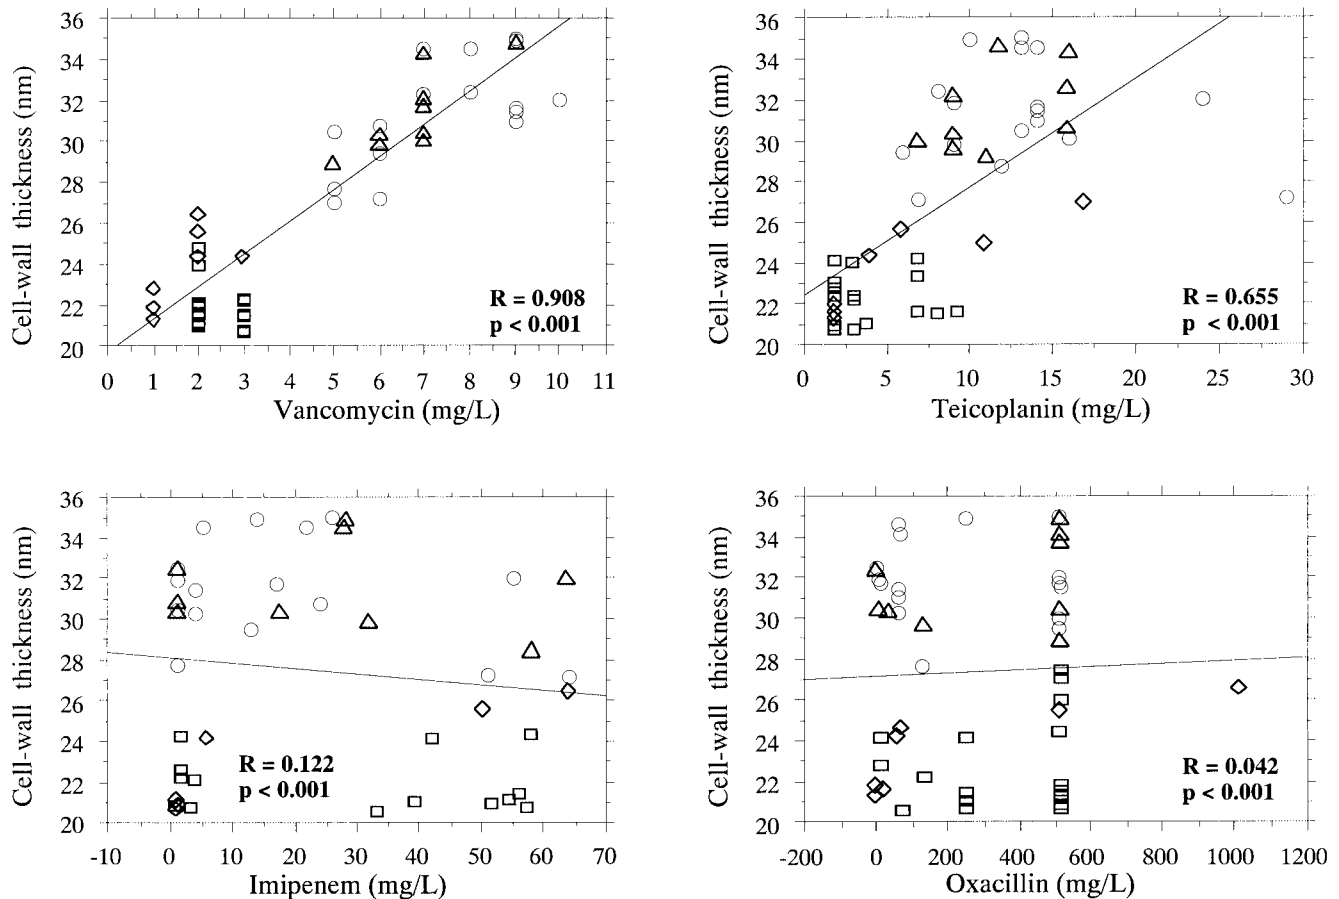 36
34
32
30
28
26
24
22
20
Cell-wall thickness (nm)
R = 0.908
p < 0.001
0 1 2 3 4 5 6 7 8 9 10 11
Vancomycin (mg/L)
36
34
32
30
28
26
24
22
20
Cell-wall thickness (nm)
R = 0.655
p < 0.001
0 5 10 15 20 25 30
Teicoplanin (mg/L)
36
34
32
30
28
26
24
22
20
Cell-wall thickness (nm)
R = 0.122
p < 0.001
-10 0 10 20 30 40 50 60 70
Imipenem (mg/L)
36
34
32
30
28
26
24
22
20
Cell-wall thickness (nm)
R = 0.042
p < 0.001
-200 0 200 400 600 800 1000 1200
Oxacillin (mg/L)